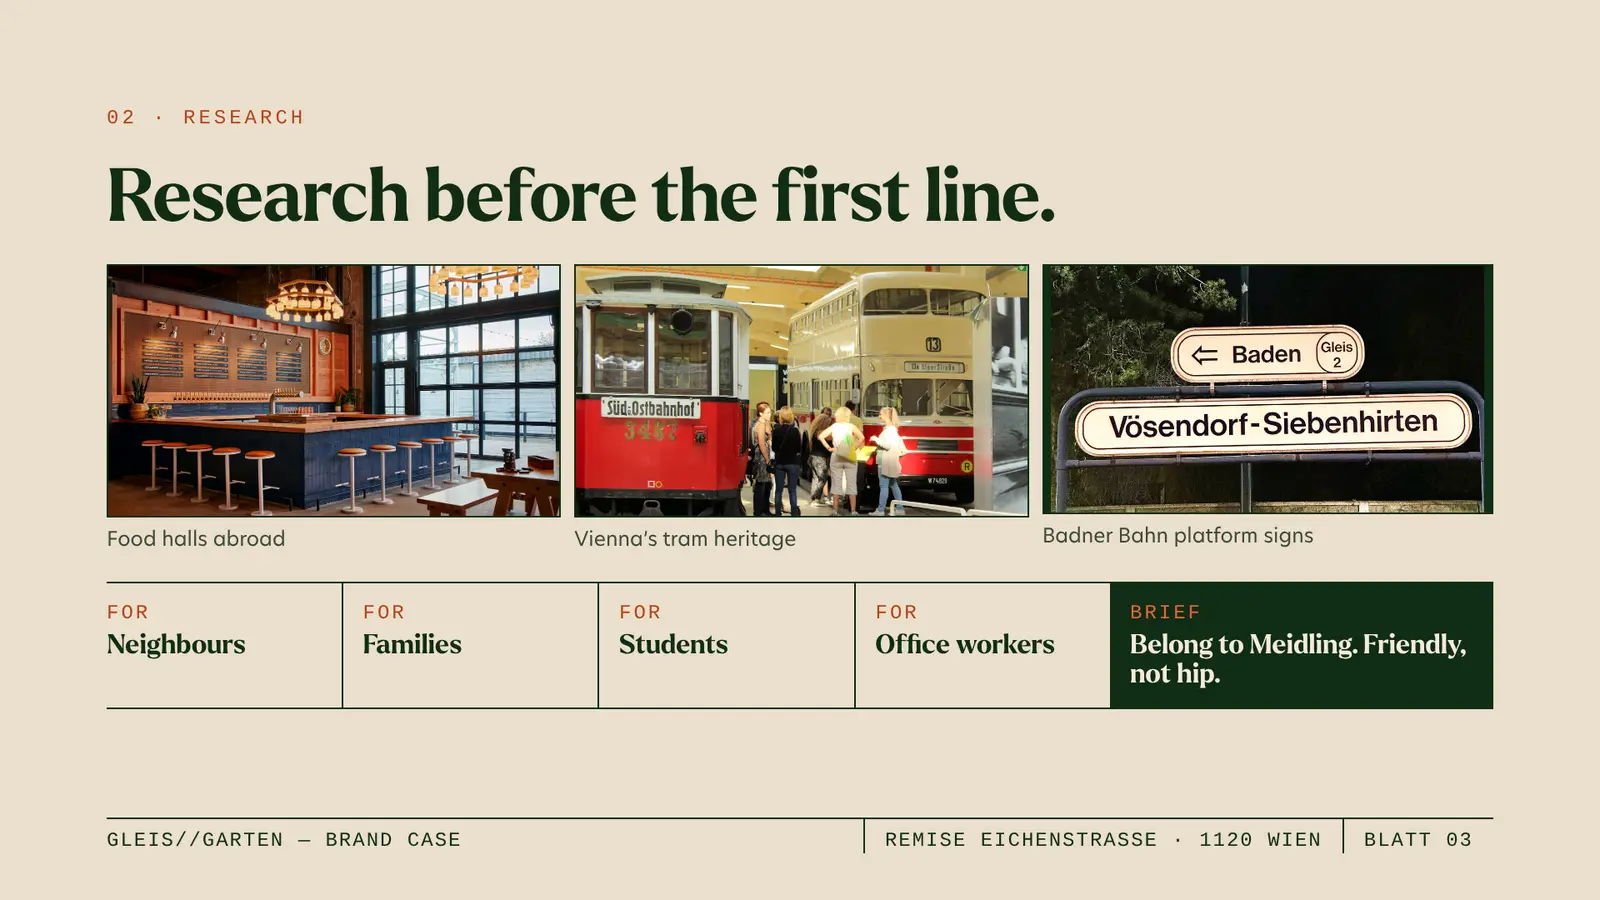 02 · RESEARCH
Research before the first line.
Süd-Ostbahnhof
3487
13
W 74809
R
Baden
Gleis
2
Vösendorf-Siebenhirten
Food halls abroad
Vienna's tram heritage
Badner Bahn platform signs
FOR
Neighbours
FOR
Families
FOR
Students
FOR
Office workers
BRIEF
Belong to Meidling. Friendly,
not hip.
GLEIS//GARTEN — BRAND CASE
REMISE EICHENSTRASSE · 1120 WIEN
BLATT 03